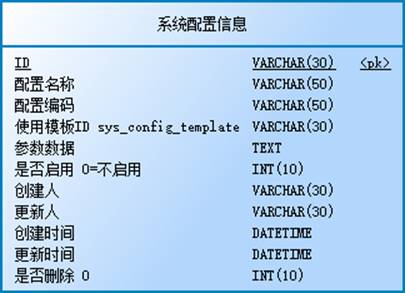 系统配置信息
ID VARCHAR(30) <pk>
配置名称 VARCHAR(50)
配置编码 VARCHAR(50)
使用模板ID sys_config_template VARCHAR(30)
参数数据 TEXT
是否启用 0=不启用 INT(10)
创建人 VARCHAR(30)
更新人 VARCHAR(30)
创建时间 DATETIME
更新时间 DATETIME
是否删除 0 INT(10)